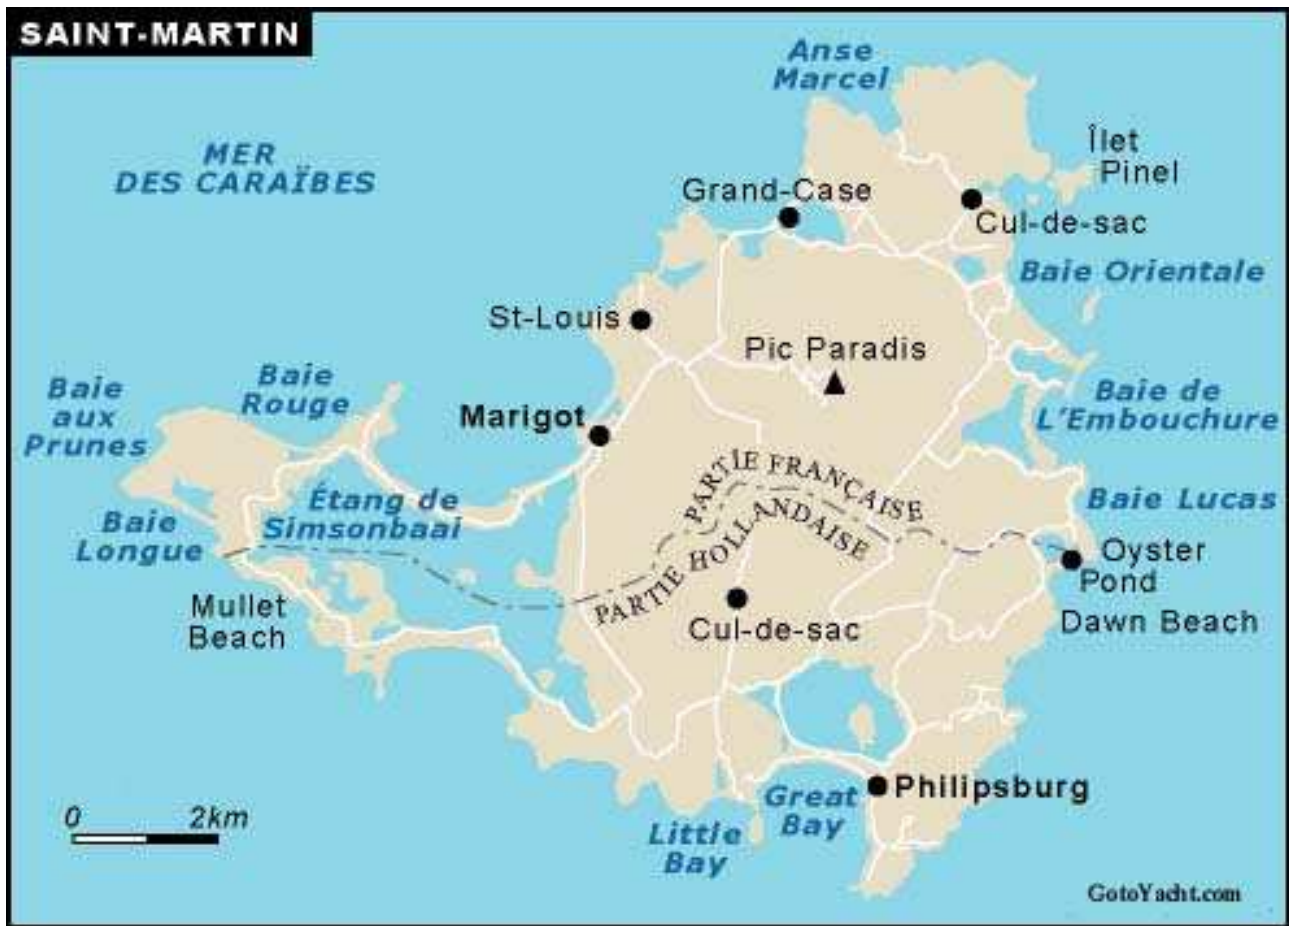 SAINT-MARTIN
Anse
Marcel
MER
DES CARAÏBES
Îlet
Pinel
Grand-Case
Cul-de-sac
Baie Orientale
St-Louis
Pic Paradis
Baie
Rouge
Baie
aux
Prunes
Baie de
L'Embouchure
Marigot
PARTIE FRANÇAISE
PARTIE HOLLANDAISE
Étang de
Simsonbaai
Baie Lucas
Baie
Longue
Oyster
Pond
Mullet
Beach
Cul-de-sac
Dawn Beach
Philipsburg
Great
Bay
Little
Bay
0 2km
GotoYacht.com